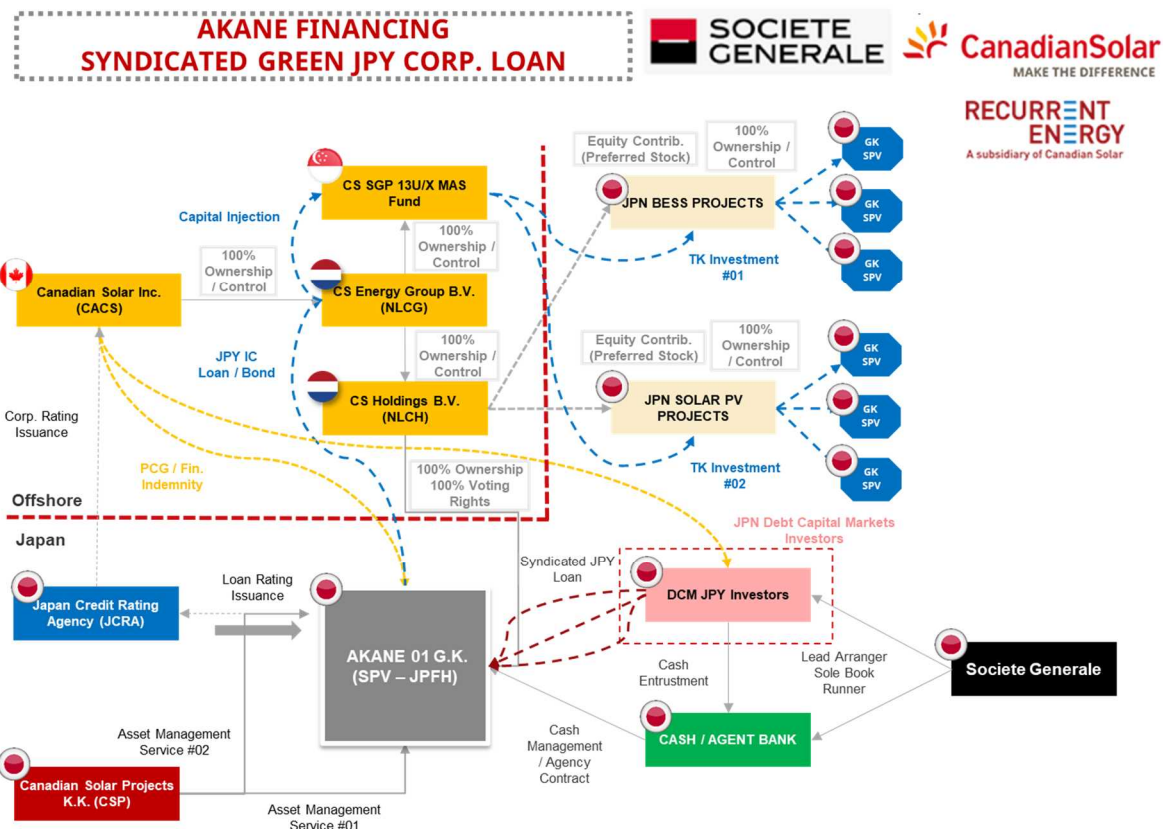 AKANE FINANCING
SYNDICATED GREEN JPY CORP. LOAN
SOCIETE
GENERALE
CanadianSolar
MAKE THE DIFFERENCE
RECURRENT
ENERGY
A subsidiary of Canadian Solar
Equity Contrib.
(Preferred Stock)
100%
Ownership /
Control
GK
SPV
CS SGP 13U/X MAS
Fund
JPN BESS PROJECTS
GK
SPV
Capital Injection
100%
Ownership /
Control
100%
Ownership
/ Control
TK Investment
#01
GK
SPV
Canadian Solar Inc.
(CACS)
CS Energy Group B.V.
(NLCG)
100%
Ownership /
Control
Equity Contrib.
(Preferred Stock)
100%
Ownership
/ Control
GK
SPV
JPY IC
Loan / Bond
CS Holdings B.V.
(NLCH)
JPN SOLAR PV
PROJECTS
GK
SPV
Corp. Rating
Issuance
PCG / Fin.
Indemnity
100% Ownership
100% Voting
Rights
TK Investment
#02
GK
SPV
Offshore
Japan
JPN Debt Capital Markets
Investors
Loan Rating
Issuance
Syndicated JPY
Loan
Japan Credit Rating
Agency (JCRA)
DCM JPY Investors
AKANE 01 G.K.
(SPV – JPFH)
Cash
Entrustment
Lead Arranger
Sole Book
Runner
Societe Generale
Asset Management
Service #02
Cash
Management
/ Agency
Contract
CASH / AGENT BANK
Canadian Solar Projects
K.K. (CSP)
Asset Management
Service #01